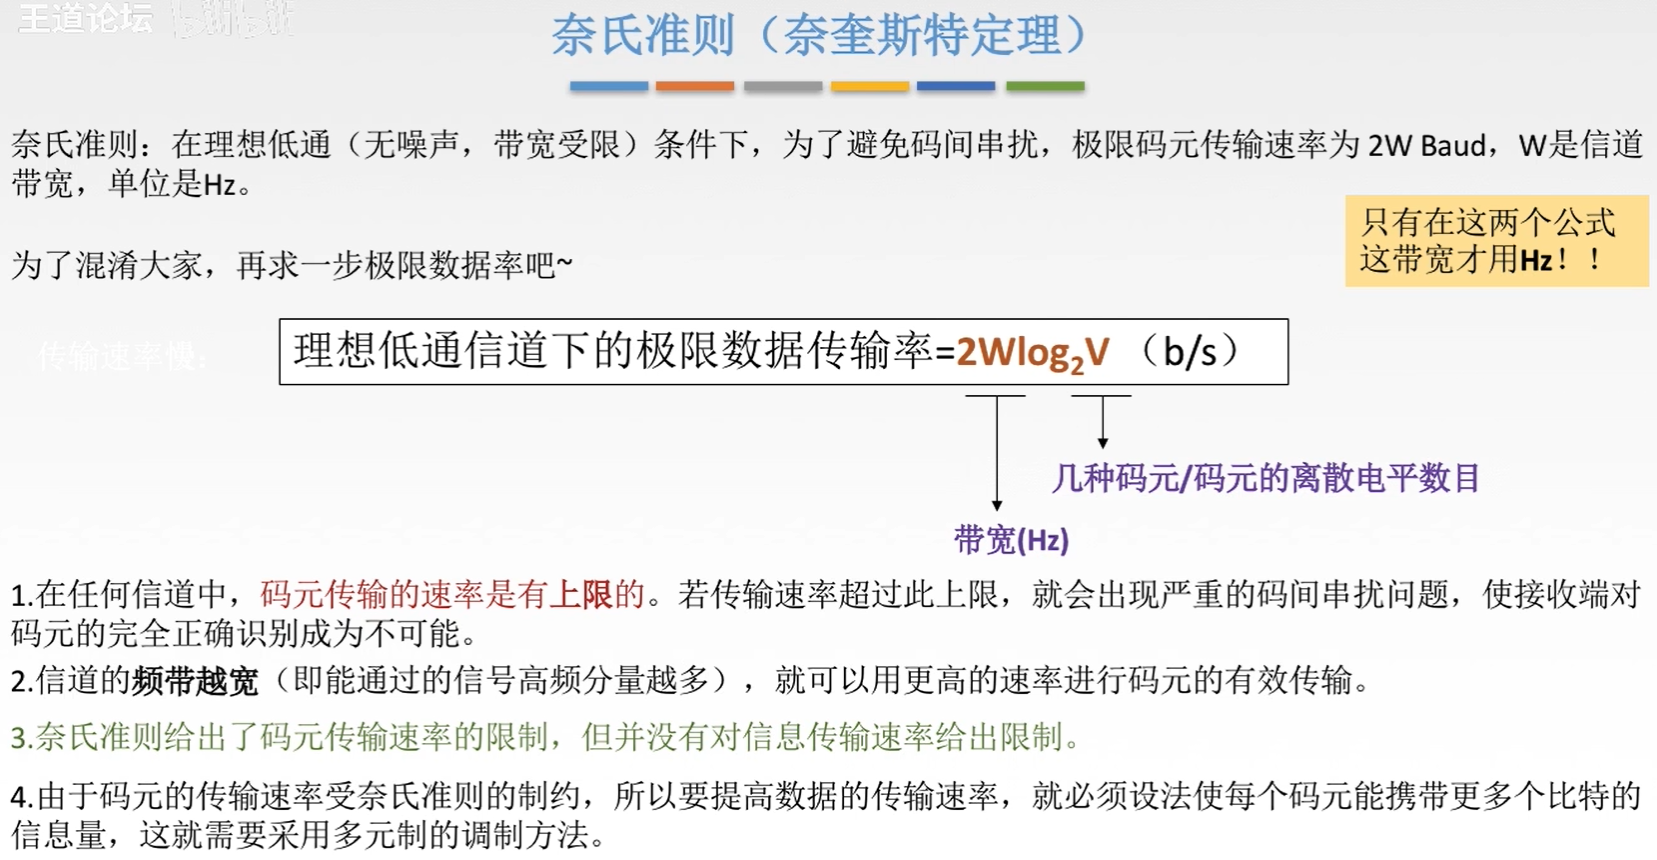 王道论坛 bilibili
奈氏准则（奈奎斯特定理）
奈氏准则：在理想低通（无噪声，带宽受限）条件下，为了避免码间串扰，极限码元传输速率为 2W Baud，W是信道
带宽，单位是Hz。
只有在这两个公式
这带宽才用Hz！！
为了混淆大家，再求一步极限数据率吧~
传输速率慢：
理想低通信道下的极限数据传输率=2Wlog₂V （b/s）
几种码元/码元的离散电平数目
带宽(Hz)
1.在任何信道中，码元传输的速率是有上限的。若传输速率超过此上限，就会出现严重的码间串扰问题，使接收端对
码元的完全正确识别成为不可能。
2.信道的频带越宽（即能通过的信号高频分量越多），就可以用更高的速率进行码元的有效传输。
3.奈氏准则给出了码元传输速率的限制，但并没有对信息传输速率给出限制。
4.由于码元的传输速率受奈氏准则的制约，所以要提高数据的传输速率，就必须设法使每个码元能携带更多个比特的
信息量，这就需要采用多元制的调制方法。